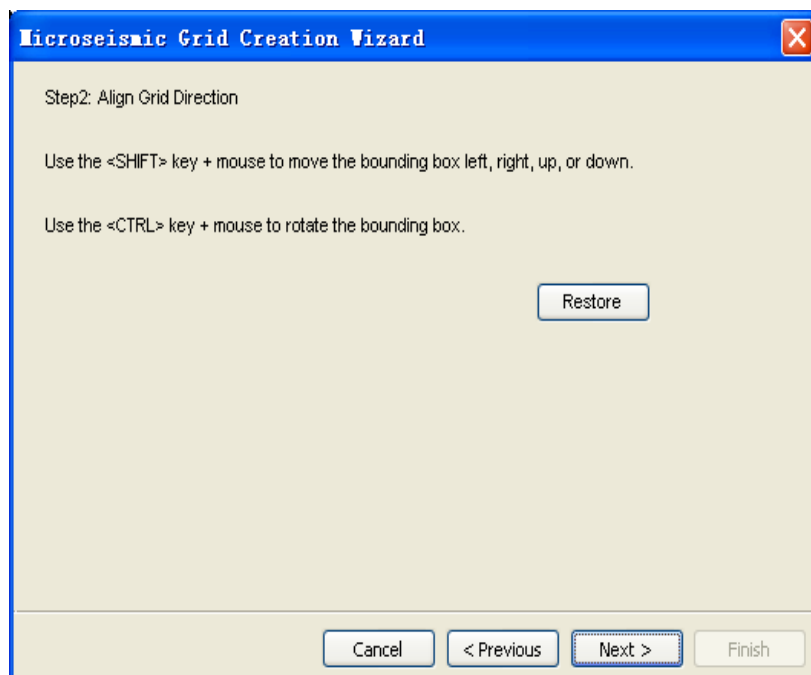 Microseismic Grid Creation Wizard
Step2: Align Grid Direction
Use the <SHIFT> key + mouse to move the bounding box left, right, up, or down.
Use the <CTRL> key + mouse to rotate the bounding box.
Restore
Cancel < Previous Next > Finish